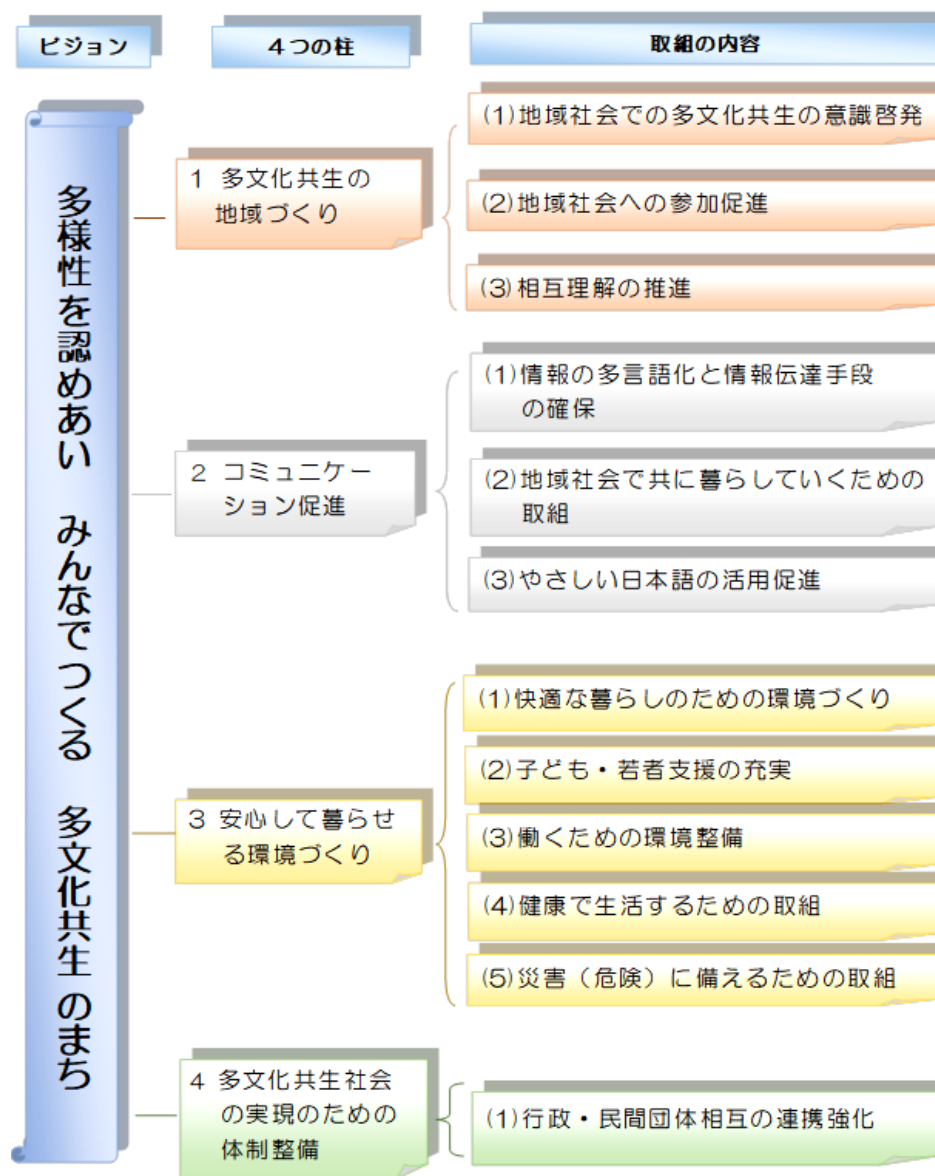 ビジョン
4つの柱
取組の内容
多様性を認めあい みんなでつくる 多文化共生のまち
1 多文化共生の
地域づくり
(1)地域社会での多文化共生の意識啓発
(2)地域社会への参加促進
(3)相互理解の推進
2 コミュニケー
ション促進
(1)情報の多言語化と情報伝達手段
の確保
(2)地域社会で共に暮らしていくための
取組
(3)やさしい日本語の活用促進
3 安心して暮らせ
る環境づくり
(1)快適な暮らしのための環境づくり
(2)子ども・若者支援の充実
(3)働くための環境整備
(4)健康で生活するための取組
(5)災害（危険）に備えるための取組
4 多文化共生社会
の実現のための
体制整備
(1)行政・民間団体相互の連携強化